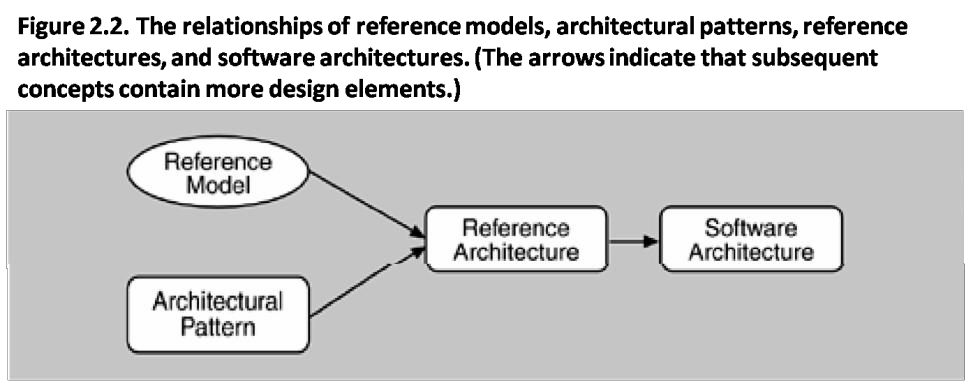 Figure 2.2. The relationships of reference models, architectural patterns, reference
architectures, and software architectures. (The arrows indicate that subsequent
concepts contain more design elements.)
Reference
Model
Reference
Architecture
Software
Architecture
Architectural
Pattern